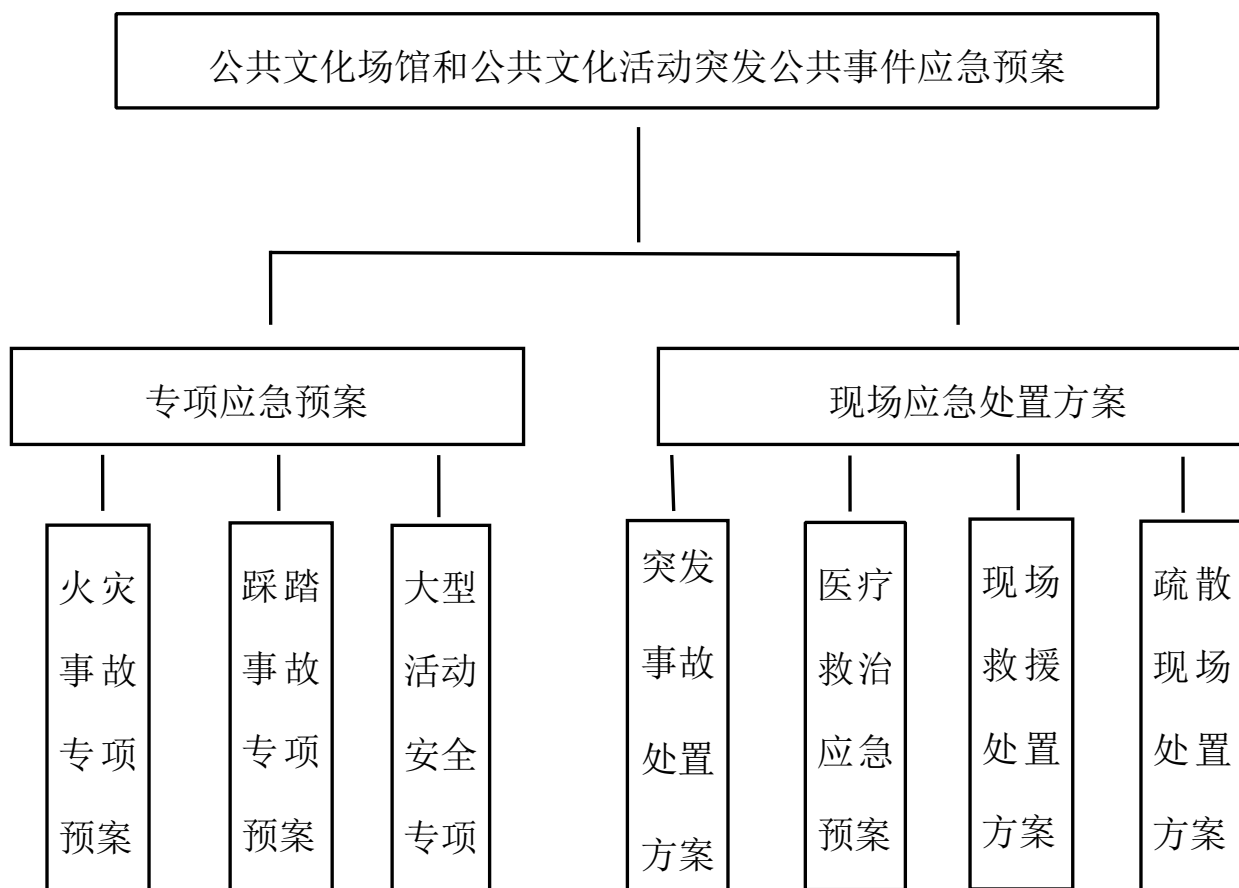 公共文化场馆和公共文化活动突发公共事件应急预案
专项应急预案
现场应急处置方案
火灾
事故
专项
预案
踩踏
事故
专项
预案
大型
活动
安全
专项
突发
事故
处置
方案
医疗
救治
应急
预案
现场
救援
处置
方案
疏散
现场
处置
方案